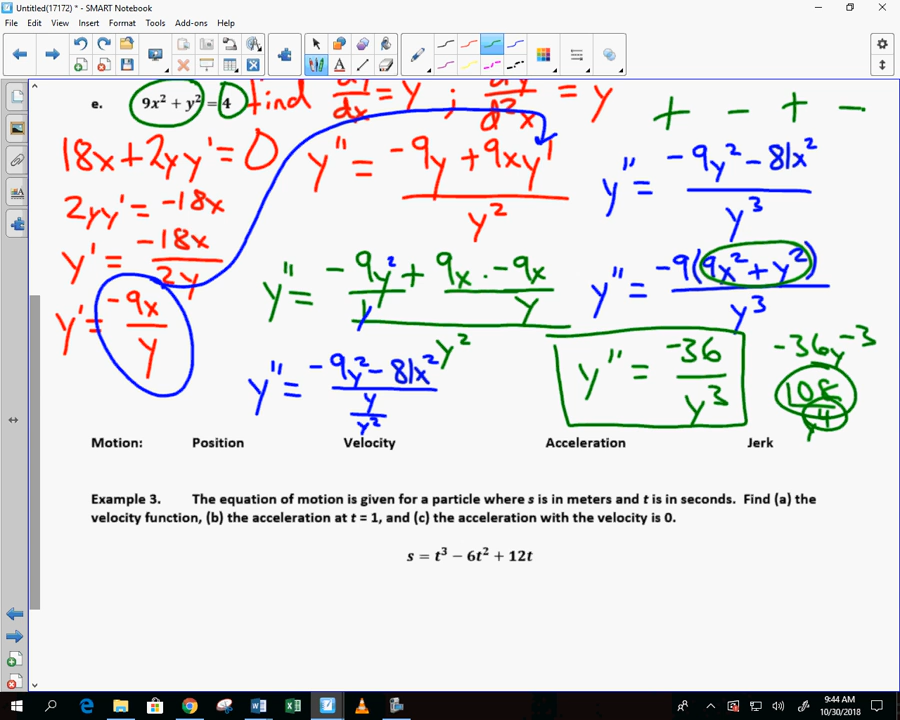 Untitled(17172) * - SMART Notebook
File Edit View Insert Format Tools Add-ons Help
e. 9x² + y² = 4 find dy/dx = y' ; dy/d²x = y
+ - + -
18x + 2yy' = 0
2yy' = -18x
y' = -18x/2y
y' = -9x/y
y'' = (-9y + 9xy')/y²
y'' = -9y²/y + 9x · -9x/y
y²
y'' = (-9y² - 81x²)/y/y²
y'' = (-9y² - 81x²)/y³
y'' = -9(9x² + y²)/y³
y'' = -36/y³
-36y⁻³
108
y⁴
Motion: Position Velocity Acceleration Jerk
Example 3. The equation of motion is given for a particle where s is in meters and t is in seconds. Find (a) the
velocity function, (b) the acceleration at t = 1, and (c) the acceleration with the velocity is 0.
s = t³ − 6t² + 12t
9:44 AM
10/30/2018